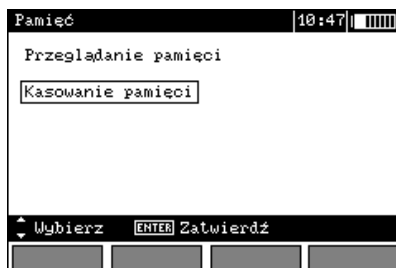 Pamięć 10:47
Przeglądanie pamięci
Kasowanie pamięci
Wybierz ENTER Zatwierdź